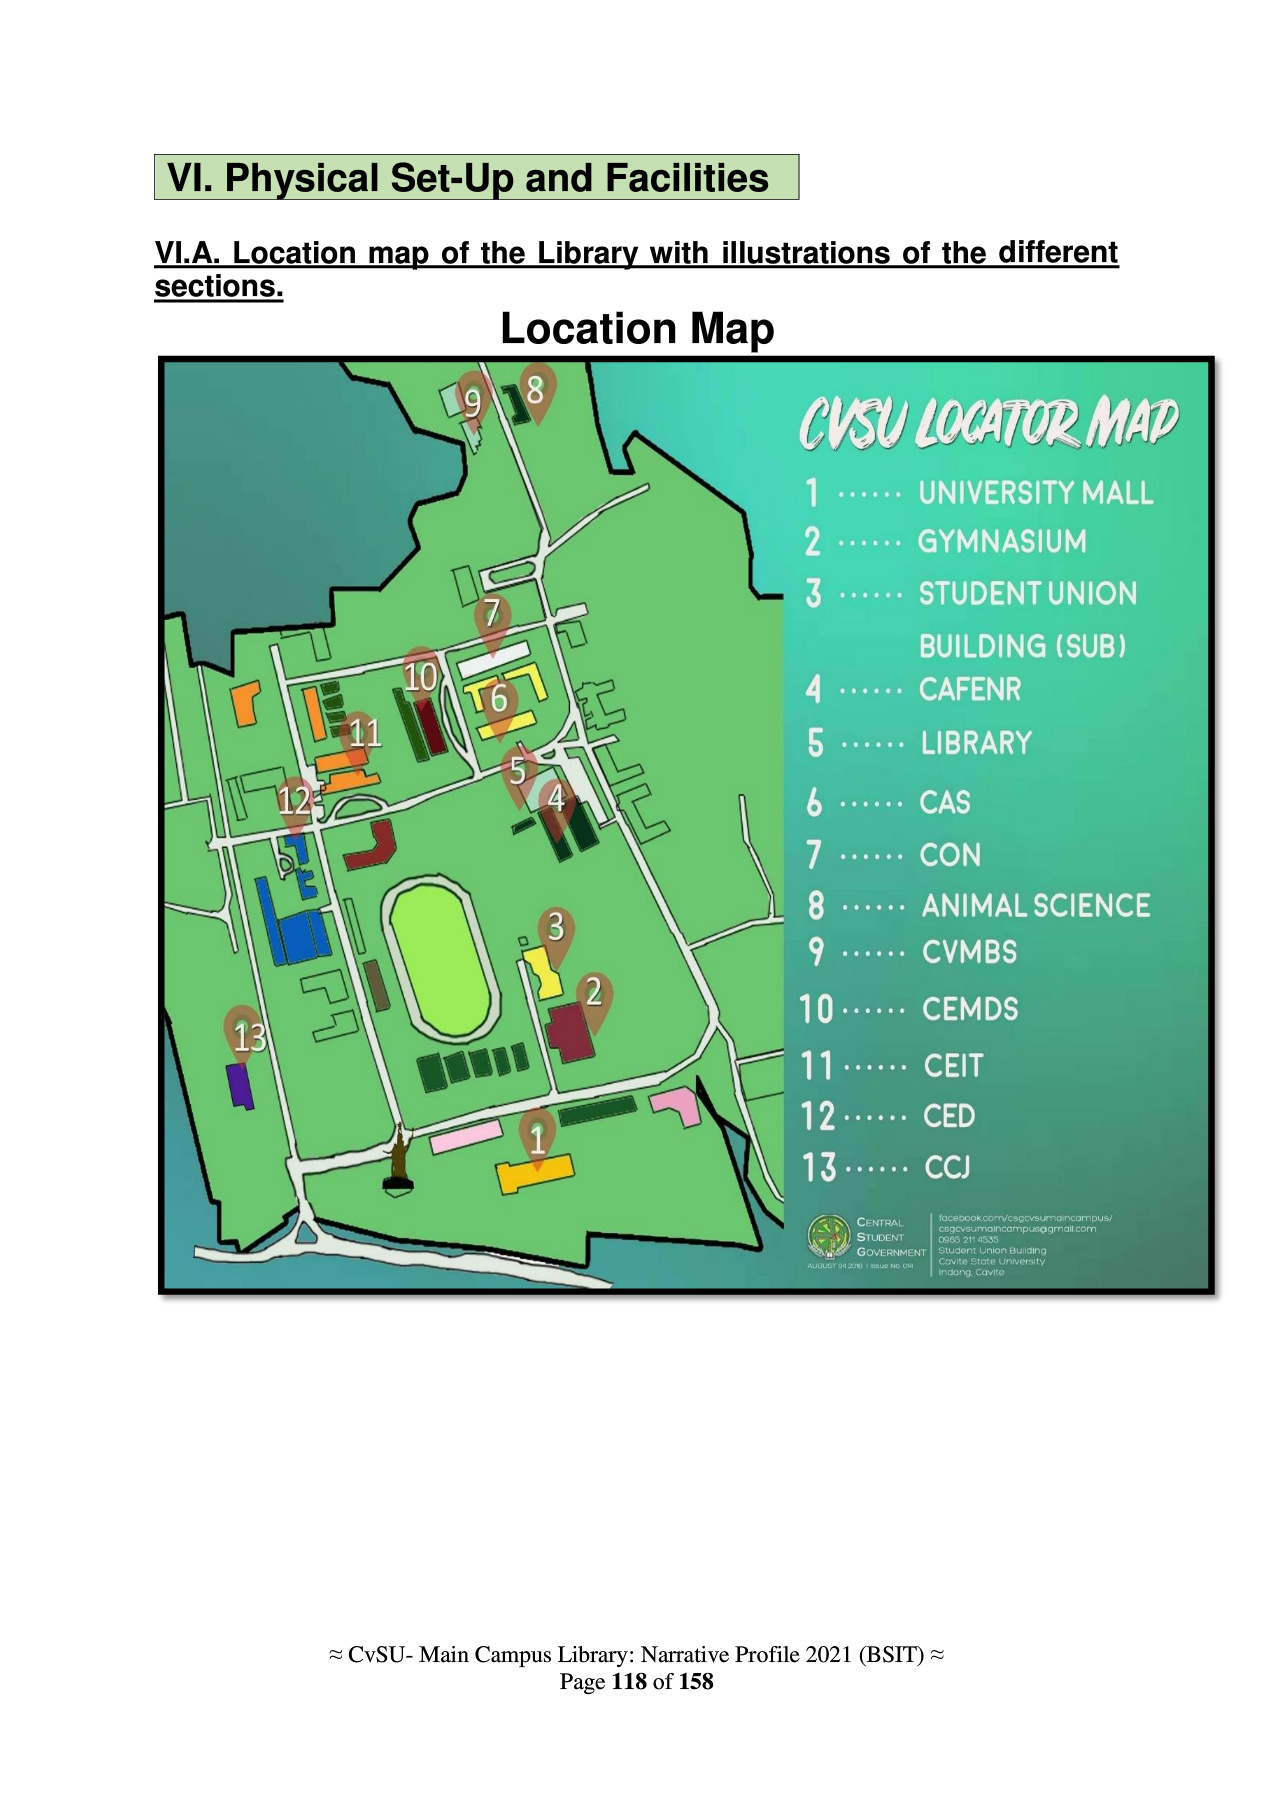 VI. Physical Set-Up and Facilities
VI.A. Location map of the Library with illustrations of the different
sections.
Location Map
CVSU LOCATOR MAP
1 ...... UNIVERSITY MALL
2 ...... GYMNASIUM
3 ...... STUDENT UNION
BUILDING (SUB)
4 ...... CAFENR
5 ...... LIBRARY
6 ...... CAS
7 ...... CON
8 ...... ANIMAL SCIENCE
9 ...... CVMBS
10 ...... CEMDS
11 ...... CEIT
12 ...... CED
13 ...... CCJ
9
8
7
10
6
11
5
12
4
3
2
13
1
CENTRAL
STUDENT
GOVERNMENT
AUGUST 04 2018 | Issue No. 014
facebook.com/csgcvsumaincampus/
csgcvsumaincampus@gmail.com
0965 211 4535
Student Union Building
Cavite State University
Indang, Cavite
≈ CvSU- Main Campus Library: Narrative Profile 2021 (BSIT) ≈
Page 118 of 158